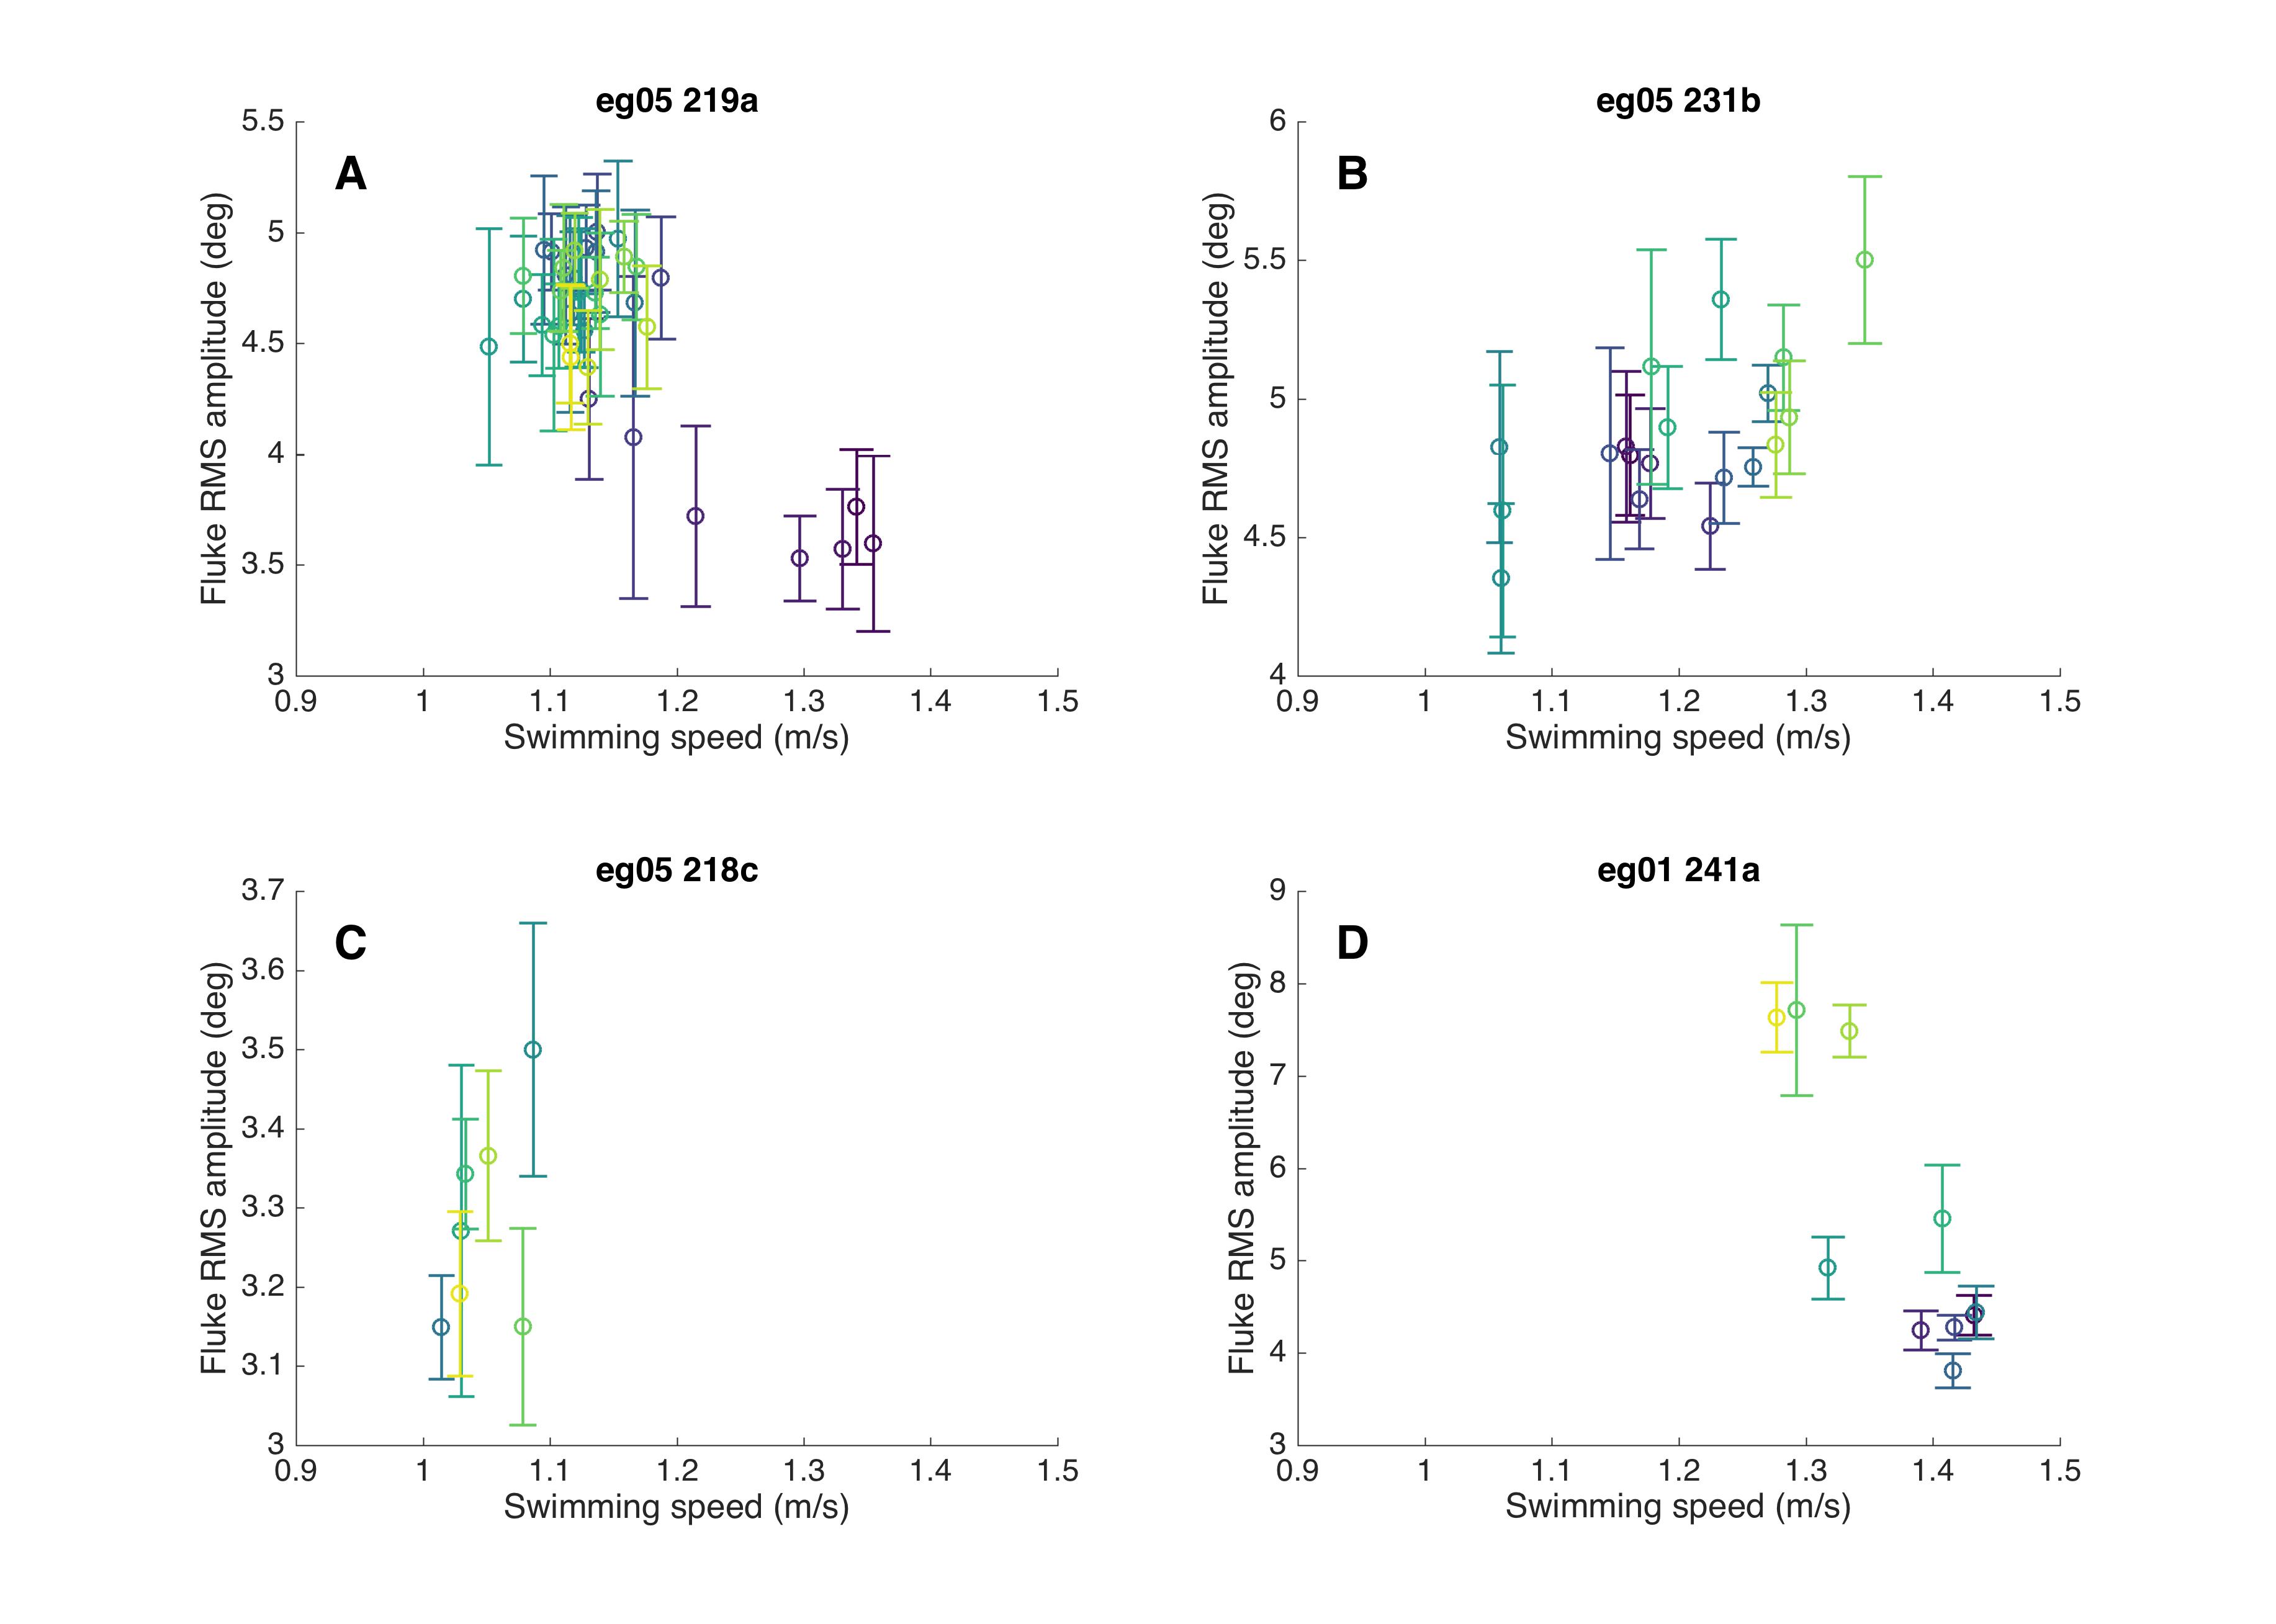 eg05 219a
A
5.5
5
4.5
4
3.5
3
Fluke RMS amplitude (deg)
0.9 1 1.1 1.2 1.3 1.4 1.5
Swimming speed (m/s)
eg05 231b
B
6
5.5
5
4.5
4
Fluke RMS amplitude (deg)
0.9 1 1.1 1.2 1.3 1.4 1.5
Swimming speed (m/s)
eg05 218c
C
3.7
3.6
3.5
3.4
3.3
3.2
3.1
3
Fluke RMS amplitude (deg)
0.9 1 1.1 1.2 1.3 1.4 1.5
Swimming speed (m/s)
eg01 241a
D
9
8
7
6
5
4
3
Fluke RMS amplitude (deg)
0.9 1 1.1 1.2 1.3 1.4 1.5
Swimming speed (m/s)